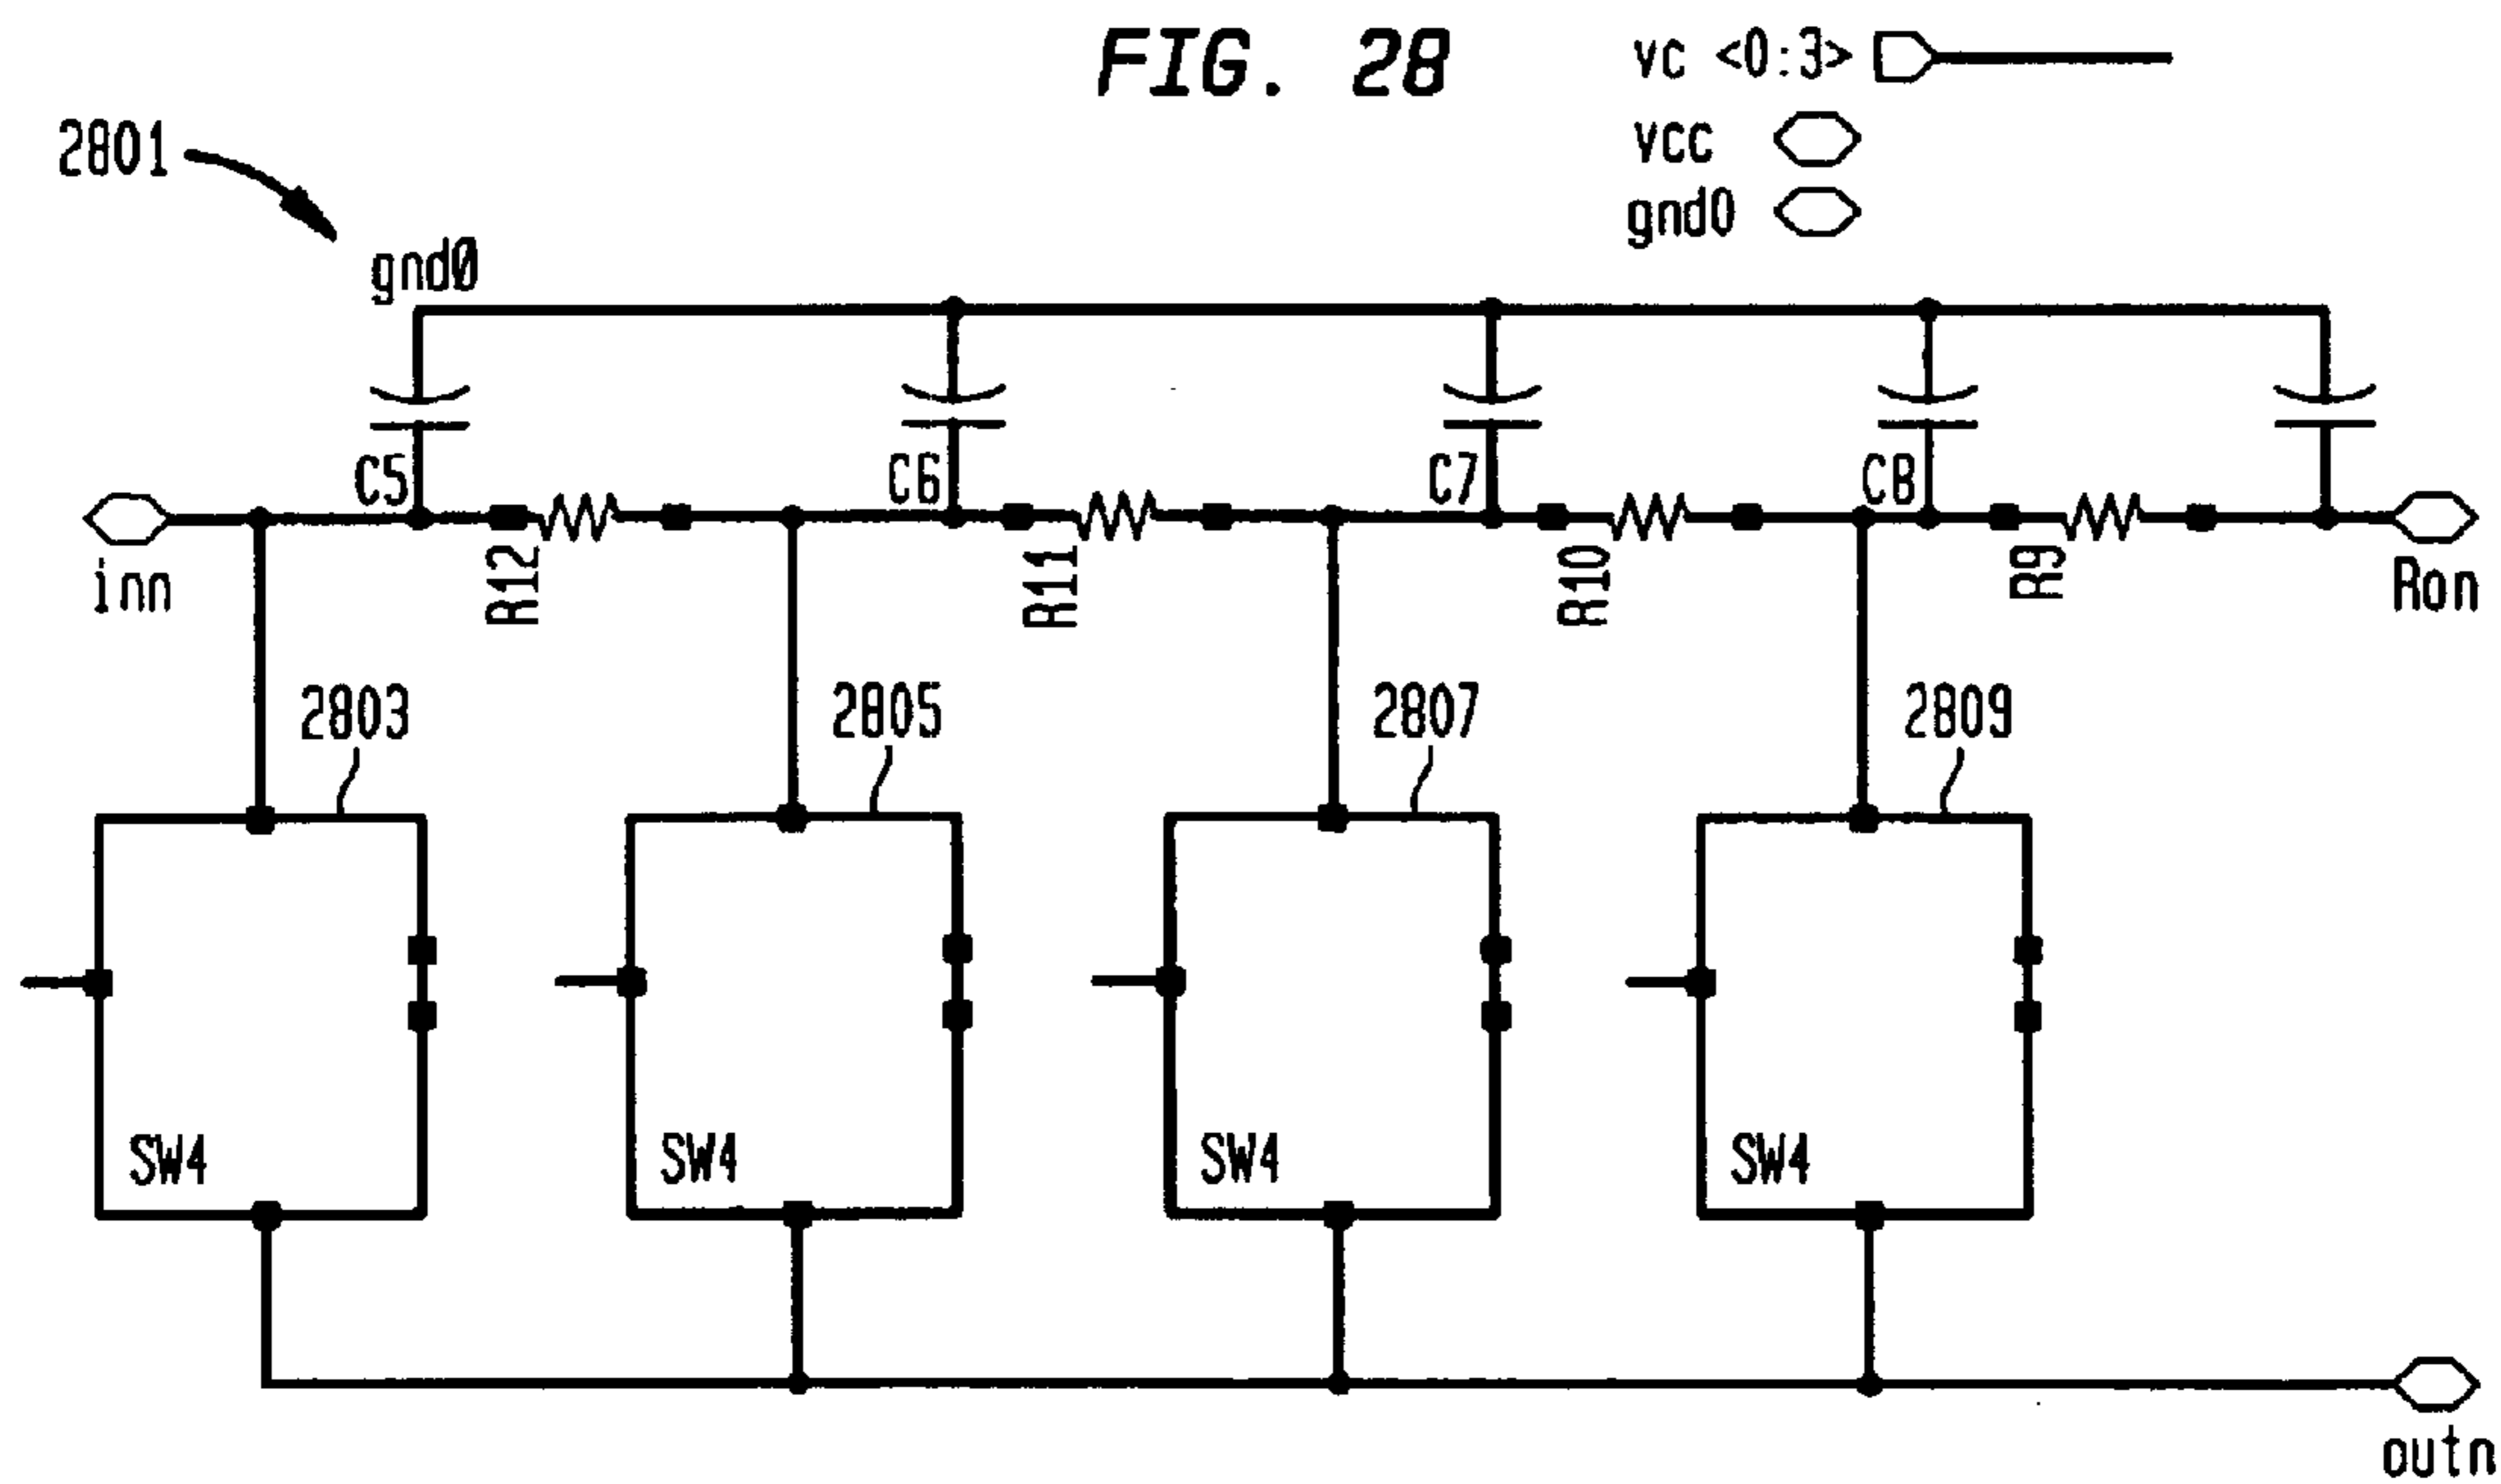 FIG. 28
vc <0:3>
vcc
gnd0
2801
gnd0
C5
C6
C7
C8
inn
R12
R11
R10
R9
Ron
2803
2805
2807
2809
SW4
SW4
SW4
SW4
outn